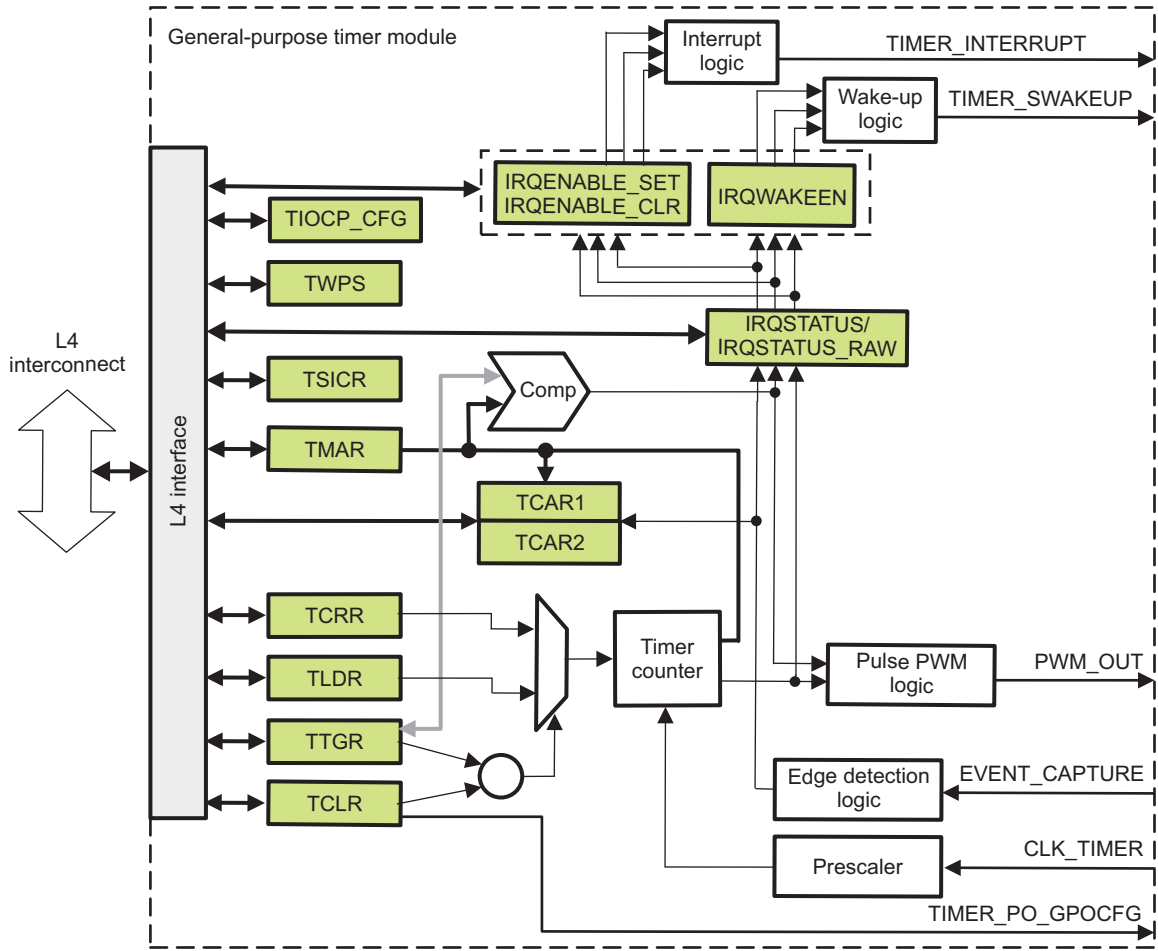 General-purpose timer module
Interrupt
logic
TIMER_INTERRUPT
Wake-up
logic
TIMER_SWAKEUP
IRQENABLE_SET
IRQENABLE_CLR
IRQWAKEEN
TIOCP_CFG
TWPS
IRQSTATUS/
IRQSTATUS_RAW
L4
interconnect
TSICR
Comp
L4 interface
TMAR
TCAR1
TCAR2
TCRR
Timer
counter
TLDR
Pulse PWM
logic
PWM_OUT
TTGR
TCLR
Edge detection
logic
EVENT_CAPTURE
Prescaler
CLK_TIMER
TIMER_PO_GPOCFG